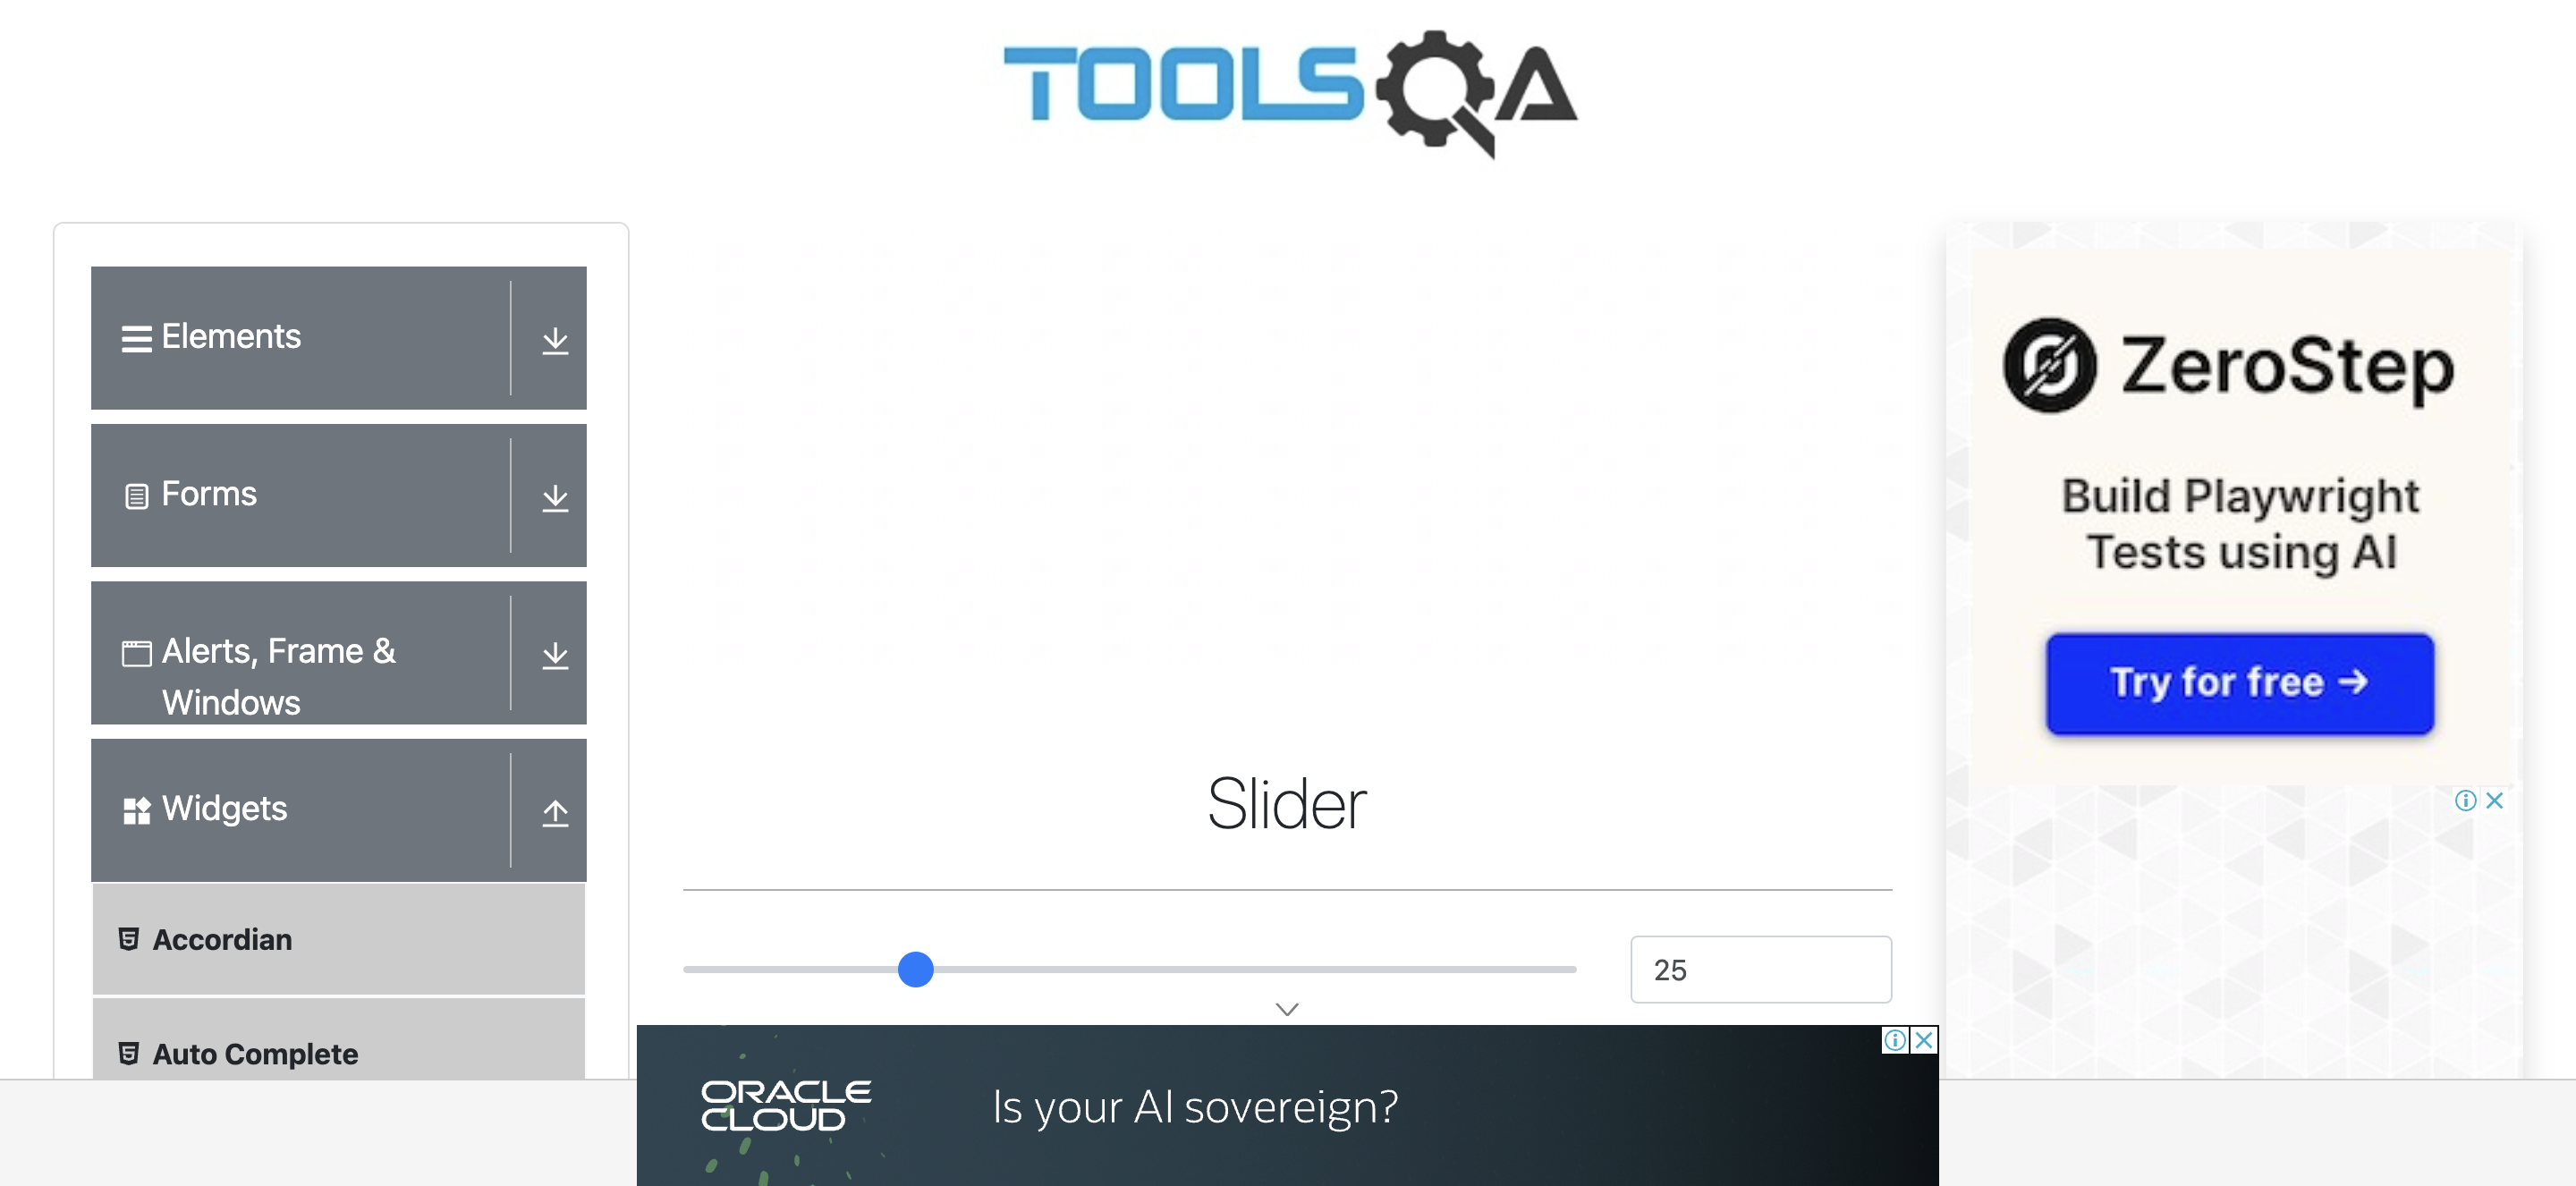 TOOLSQA
Elements
Forms
Alerts, Frame &
Windows
Widgets
Accordian
Auto Complete
Slider
25
ZeroStep
Build Playwright
Tests using AI
Try for free →
ORACLE
CLOUD
Is your AI sovereign?